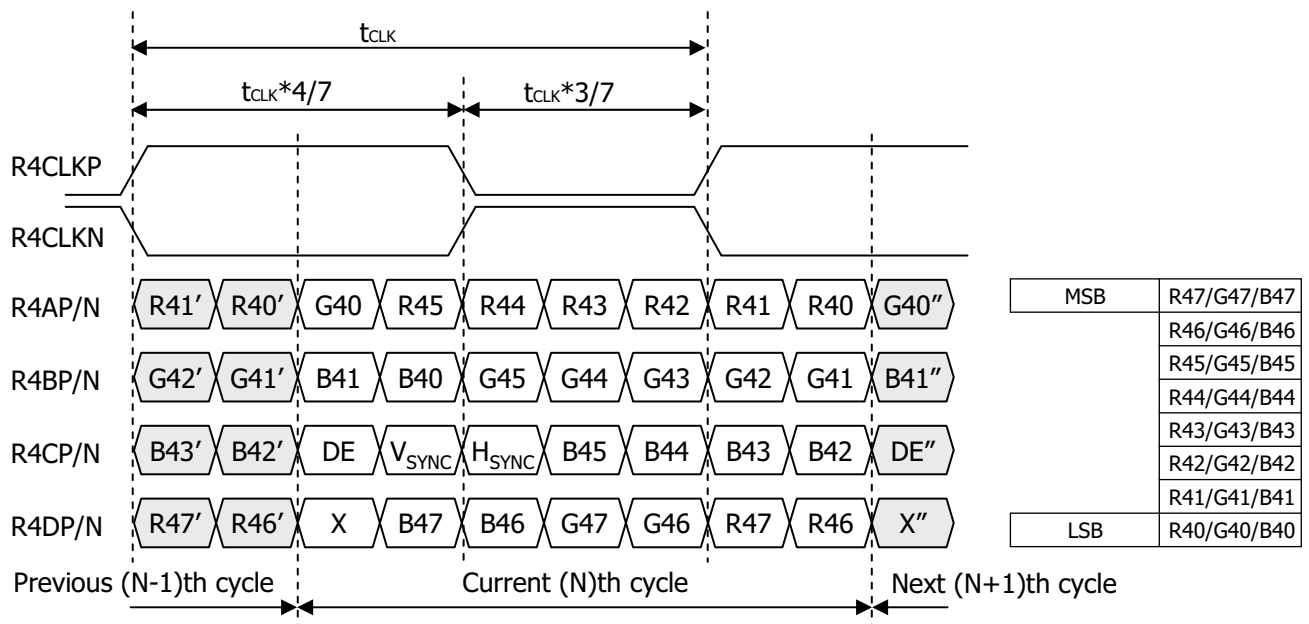 tCLK
tCLK*4/7 tCLK*3/7
R4CLKP
R4CLKN
R4AP/N R41′ R40′ G40 R45 R44 R43 R42 R41 R40 G40″
R4BP/N G42′ G41′ B41 B40 G45 G44 G43 G42 G41 B41″
R4CP/N B43′ B42′ DE VSYNC HSYNC B45 B44 B43 B42 DE″
R4DP/N R47′ R46′ X B47 B46 G47 G46 R47 R46 X″
Previous (N-1)th cycle Current (N)th cycle Next (N+1)th cycle
MSB R47/G47/B47
R46/G46/B46
R45/G45/B45
R44/G44/B44
R43/G43/B43
R42/G42/B42
R41/G41/B41
LSB R40/G40/B40